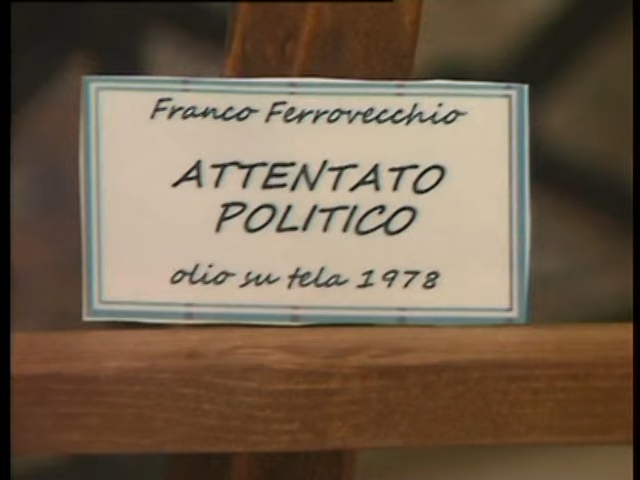 Franco Ferrovecchio
ATTENTATO
POLITICO
olio su tela 1978